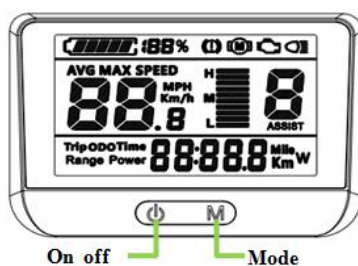 188%
AVG MAX SPEED
MPH
Km/h
88.8
H
M
L
8
ASSIST
Trip ODO Time
Range Power
88:88.8
Mile
Km W
M
On off
Mode